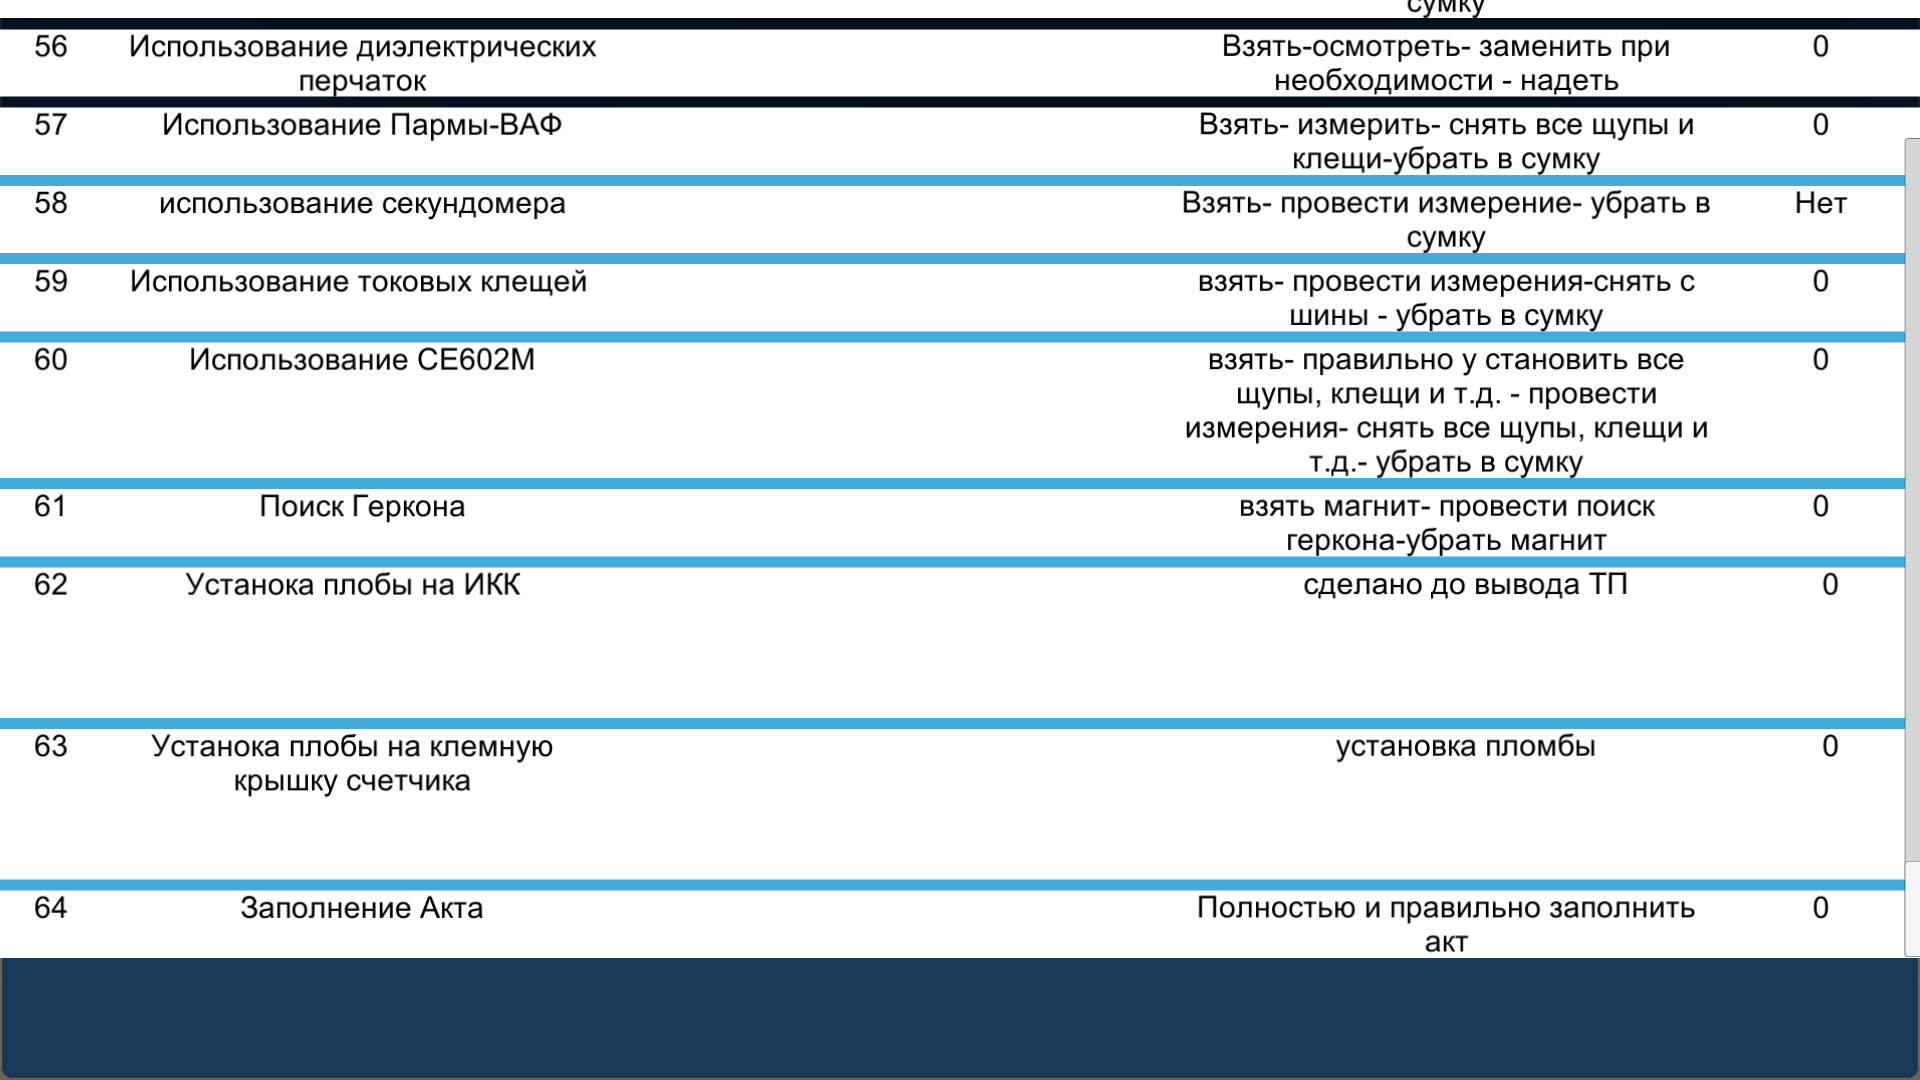 сумку
56 Использование диэлектрических Взять-осмотреть- заменить при 0
перчаток необходимости - надеть
57 Использование Пармы-ВАФ Взять- измерить- снять все щупы и 0
клещи-убрать в сумку
58 использование секундомера Взять- провести измерение- убрать в Нет
сумку
59 Использование токовых клещей взять- провести измерения-снять с 0
шины - убрать в сумку
60 Использование СЕ602М взять- правильно у становить все 0
щупы, клещи и т.д. - провести
измерения- снять все щупы, клещи и
т.д.- убрать в сумку
61 Поиск Геркона взять магнит- провести поиск 0
геркона-убрать магнит
62 Устанока плобы на ИКК сделано до вывода ТП 0
63 Устанока плобы на клемную установка пломбы 0
крышку счетчика
64 Заполнение Акта Полностью и правильно заполнить 0
акт